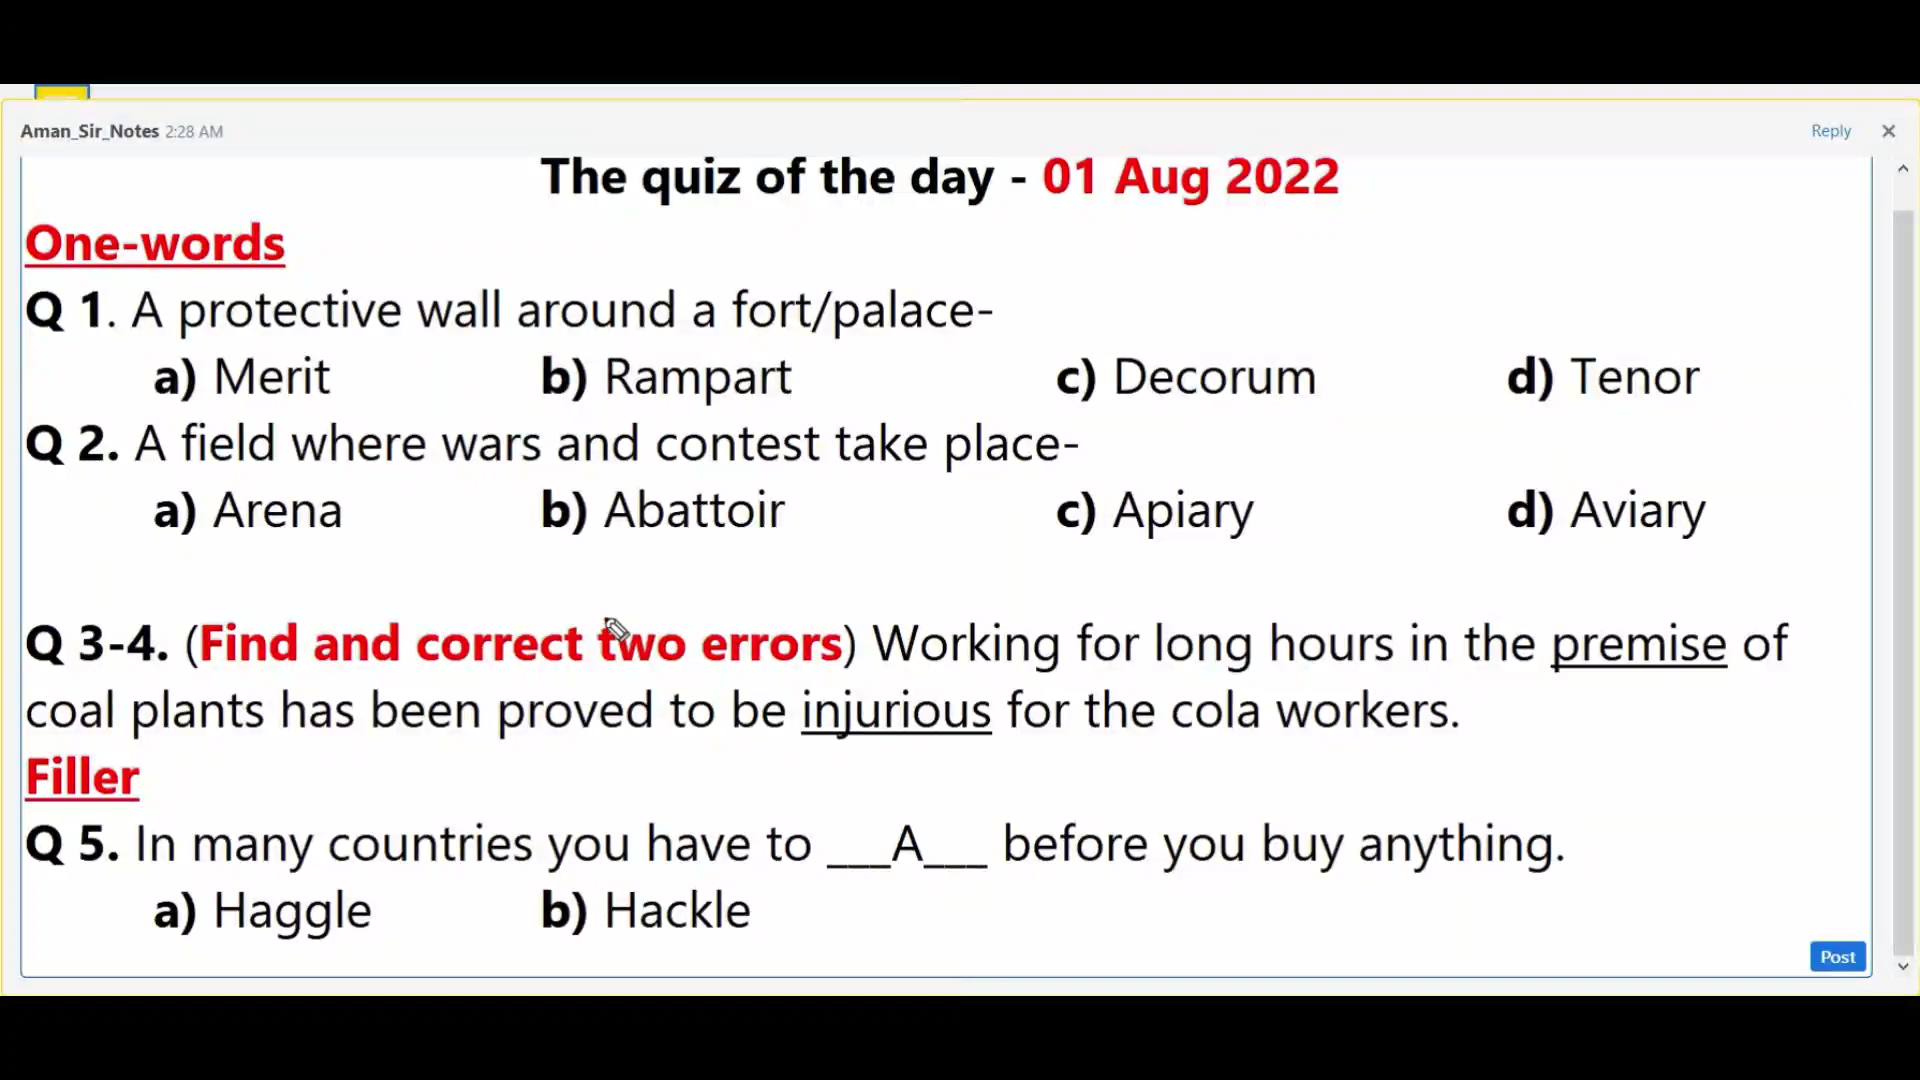 Aman_Sir_Notes 2:28 AM Reply
The quiz of the day - 01 Aug 2022
One-words
Q 1. A protective wall around a fort/palace-
a) Merit b) Rampart c) Decorum d) Tenor
Q 2. A field where wars and contest take place-
a) Arena b) Abattoir c) Apiary d) Aviary
Q 3-4. (Find and correct two errors) Working for long hours in the premise of
coal plants has been proved to be injurious for the cola workers.
Filler
Q 5. In many countries you have to ___A___ before you buy anything.
a) Haggle b) Hackle
Post